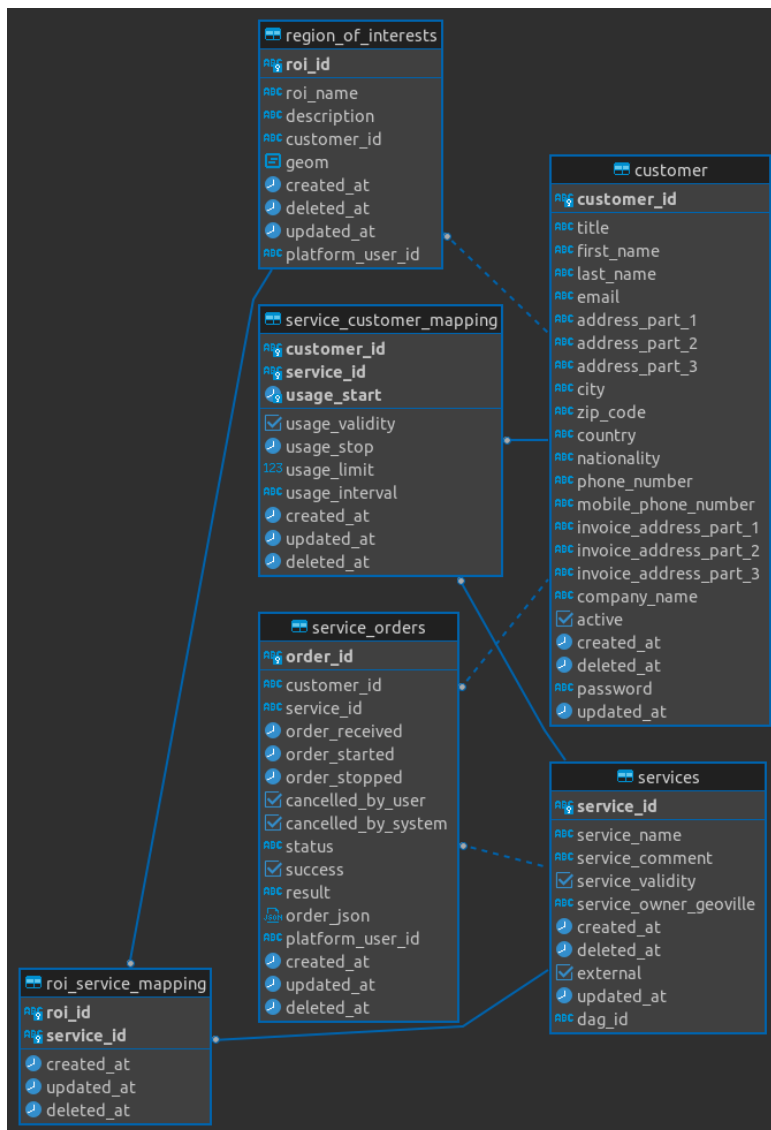 region_of_interests
roi_id
roi_name
description
customer_id
geom
created_at
deleted_at
updated_at
platform_user_id
customer
customer_id
title
first_name
last_name
email
address_part_1
address_part_2
address_part_3
city
zip_code
country
nationality
phone_number
mobile_phone_number
invoice_address_part_1
invoice_address_part_2
invoice_address_part_3
company_name
active
created_at
deleted_at
password
updated_at
service_customer_mapping
customer_id
service_id
usage_start
usage_validity
usage_stop
123 usage_limit
usage_interval
created_at
updated_at
deleted_at
service_orders
order_id
customer_id
service_id
order_received
order_started
order_stopped
cancelled_by_user
cancelled_by_system
status
success
result
order_json
platform_user_id
created_at
updated_at
deleted_at
services
service_id
service_name
service_comment
service_validity
service_owner_geoville
created_at
deleted_at
external
updated_at
dag_id
roi_service_mapping
roi_id
service_id
created_at
updated_at
deleted_at